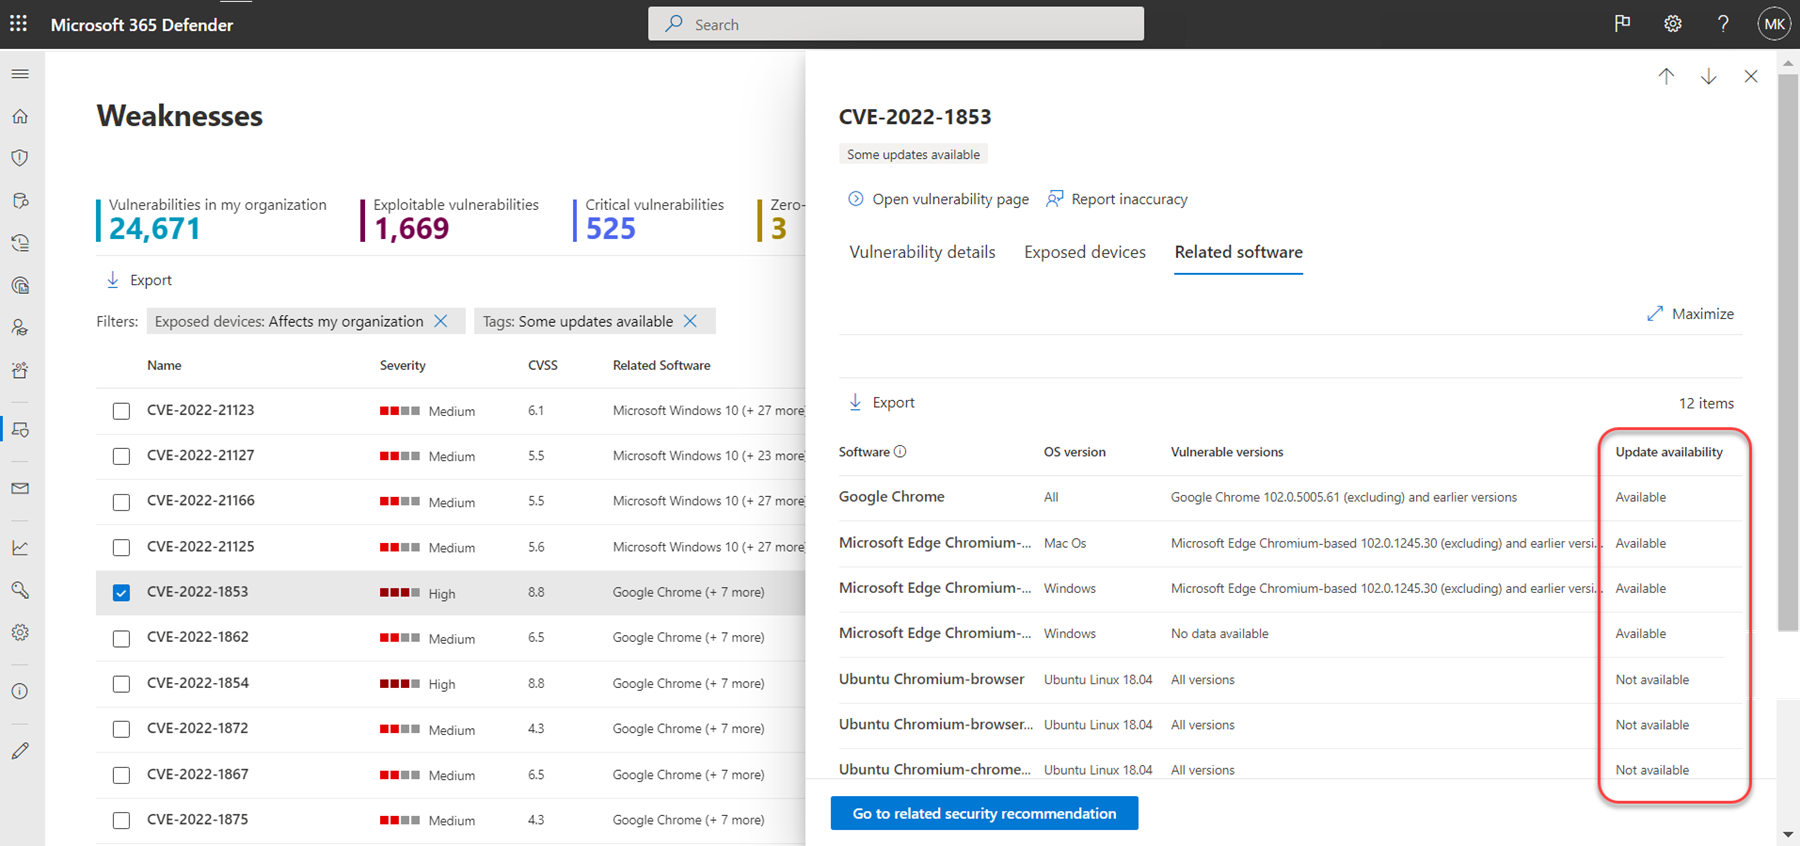 Microsoft 365 Defender
Search
MK
Weaknesses
Vulnerabilities in my organization
24,671
Exploitable vulnerabilities
1,669
Critical vulnerabilities
525
Zero-
3
Export
Filters: Exposed devices: Affects my organization Tags: Some updates available
Name Severity CVSS Related Software
CVE-2022-21123 Medium 6.1 Microsoft Windows 10 (+ 27 more)
CVE-2022-21127 Medium 5.5 Microsoft Windows 10 (+ 23 more)
CVE-2022-21166 Medium 5.5 Microsoft Windows 10 (+ 27 more)
CVE-2022-21125 Medium 5.6 Microsoft Windows 10 (+ 27 more)
CVE-2022-1853 High 8.8 Google Chrome (+ 7 more)
CVE-2022-1862 Medium 6.5 Google Chrome (+ 7 more)
CVE-2022-1854 High 8.8 Google Chrome (+ 7 more)
CVE-2022-1872 Medium 4.3 Google Chrome (+ 7 more)
CVE-2022-1867 Medium 6.5 Google Chrome (+ 7 more)
CVE-2022-1875 Medium 4.3 Google Chrome (+ 7 more)
CVE-2022-1853
Some updates available
Open vulnerability page Report inaccuracy
Vulnerability details Exposed devices Related software
Maximize
Export 12 items
Software OS version Vulnerable versions Update availability
Google Chrome All Google Chrome 102.0.5005.61 (excluding) and earlier versions Available
Microsoft Edge Chromium-... Mac Os Microsoft Edge Chromium-based 102.0.1245.30 (excluding) and earlier versi... Available
Microsoft Edge Chromium-... Windows Microsoft Edge Chromium-based 102.0.1245.30 (excluding) and earlier versi... Available
Microsoft Edge Chromium-... Windows No data available Available
Ubuntu Chromium-browser Ubuntu Linux 18.04 All versions Not available
Ubuntu Chromium-browser... Ubuntu Linux 18.04 All versions Not available
Ubuntu Chromium-chrome... Ubuntu Linux 18.04 All versions Not available
Go to related security recommendation